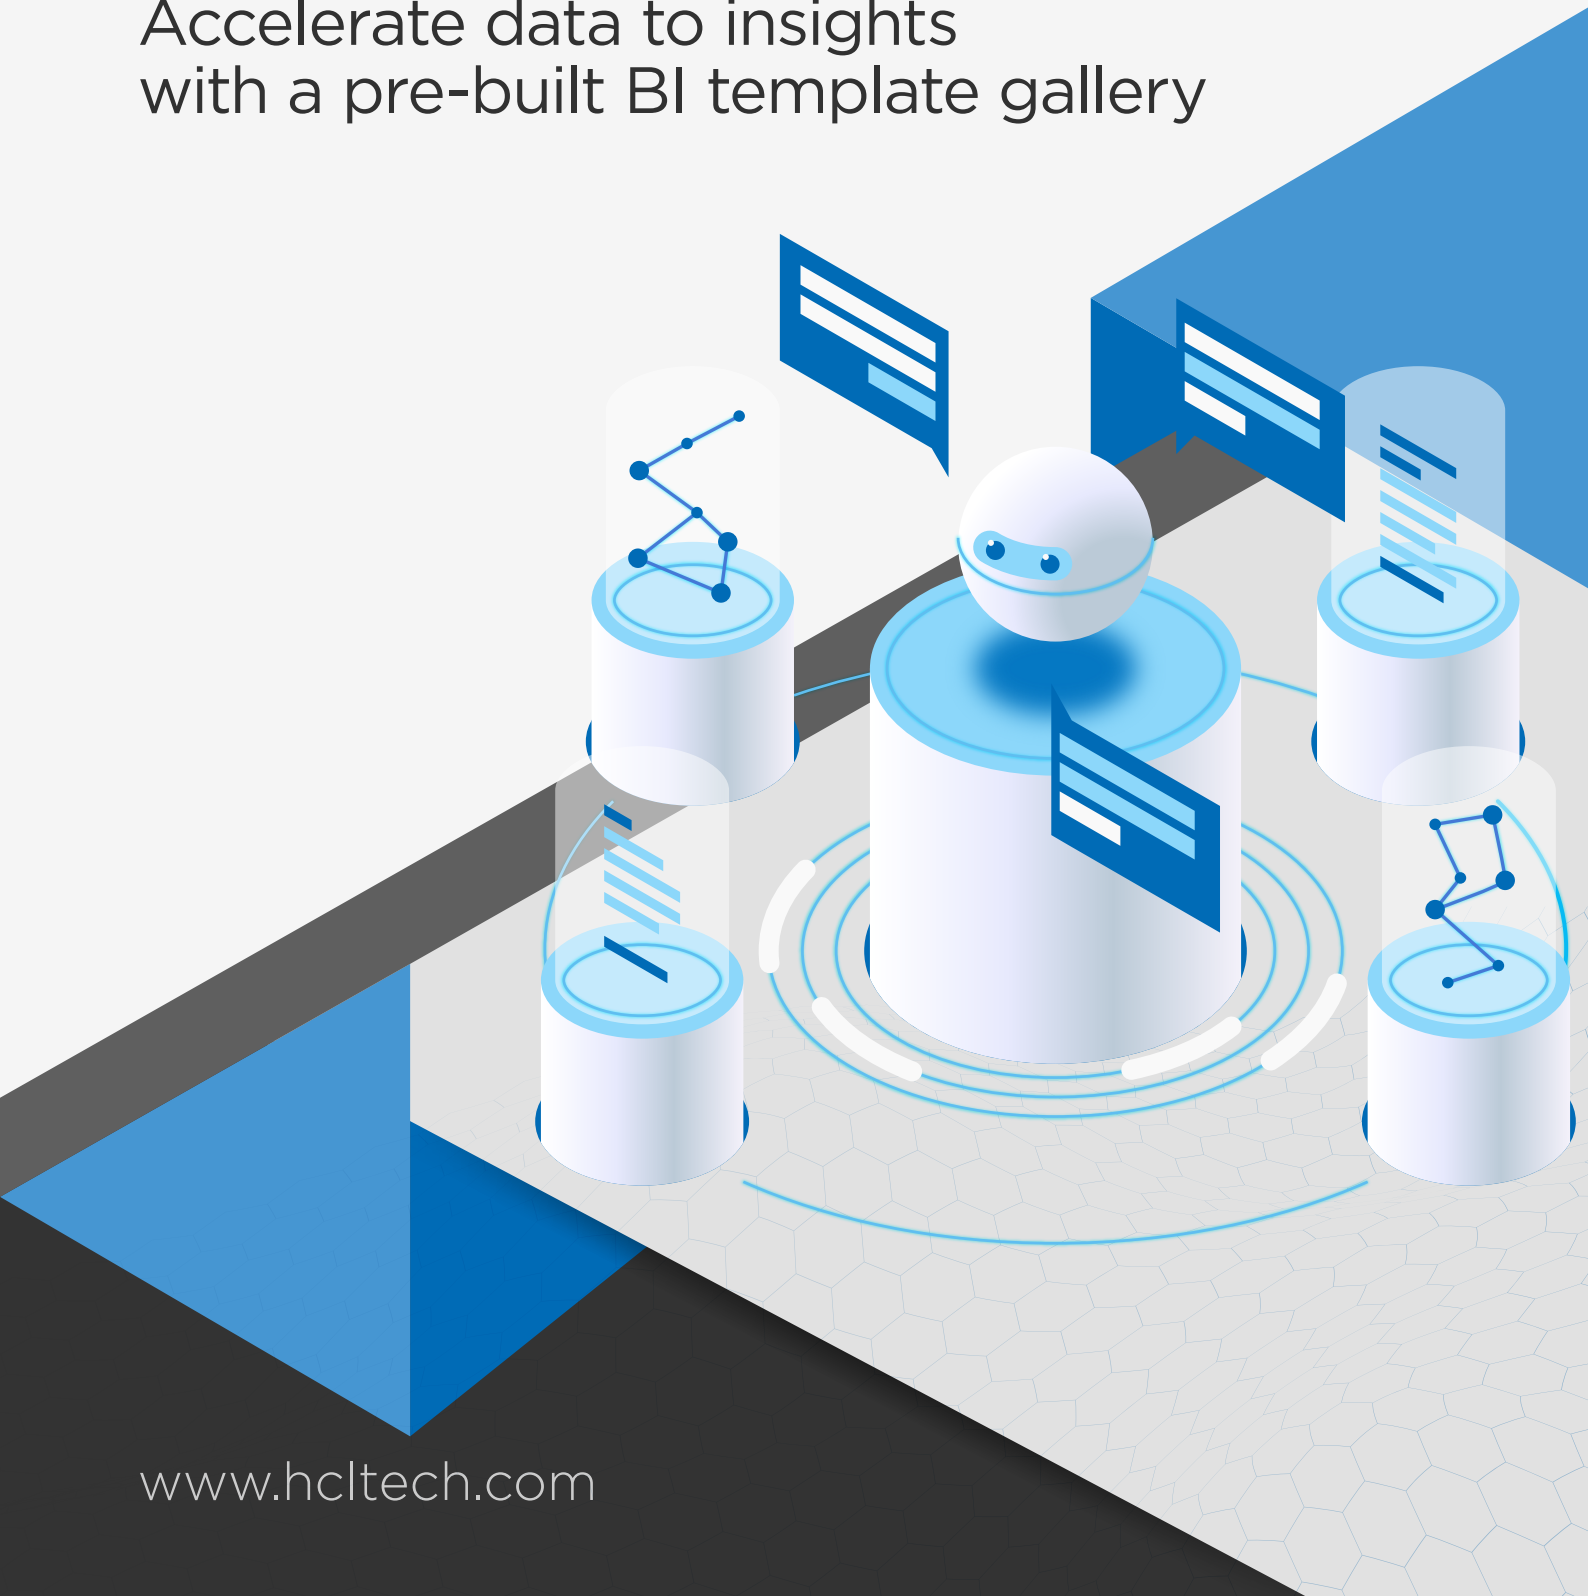 Accelerate data to insights
with a pre-built BI template gallery
www.hcltech.com